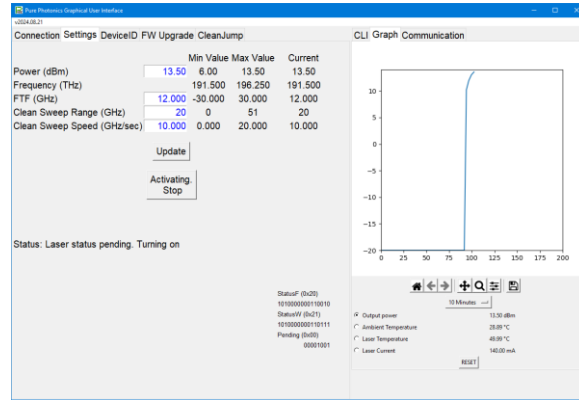 Pure Photonics Graphical User Interface
v2024.08.21
Connection Settings DeviceID FW Upgrade CleanJump
Min Value Max Value Current
Power (dBm) 13.50 6.00 13.50 13.50
Frequency (THz) 191.500 196.250 191.500
FTF (GHz) 12.000 -30.000 30.000 12.000
Clean Sweep Range (GHz) 20 0 51 20
Clean Sweep Speed (GHz/sec) 10.000 0.000 20.000 10.000
Update
Activating.
Stop
Status: Laser status pending. Turning on
StatusF (0x20)
1010000000110010
StatusW (0x21)
1010000000110111
Pending (0x00)
00001001
CLI Graph Communication
10
5
0
−5
−10
−15
−20
0 25 50 75 100 125 150 175 200
10 Minutes
Output power 13.50 dBm
Ambient Temperature 28.89 °C
Laser Temperature 49.99 °C
Laser Current 140.00 mA
RESET